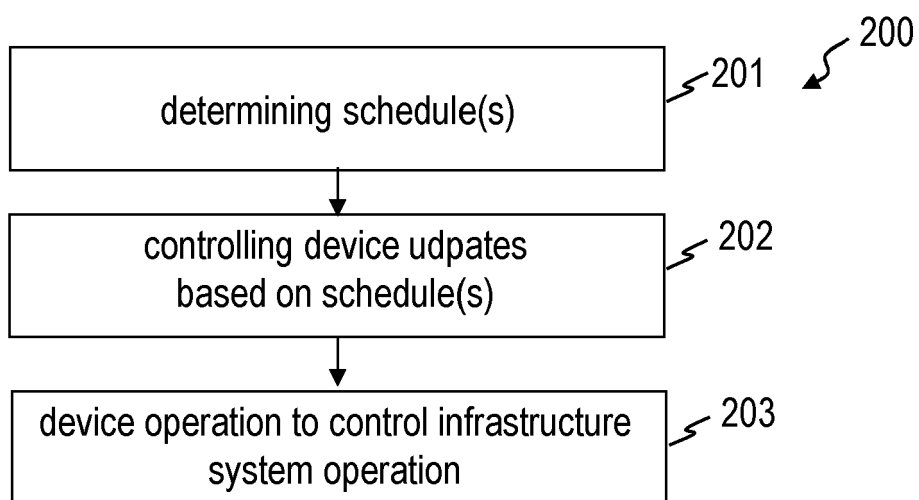 200
201
determining schedule(s)
202
controlling device udpates
based on schedule(s)
203
device operation to control infrastructure
system operation